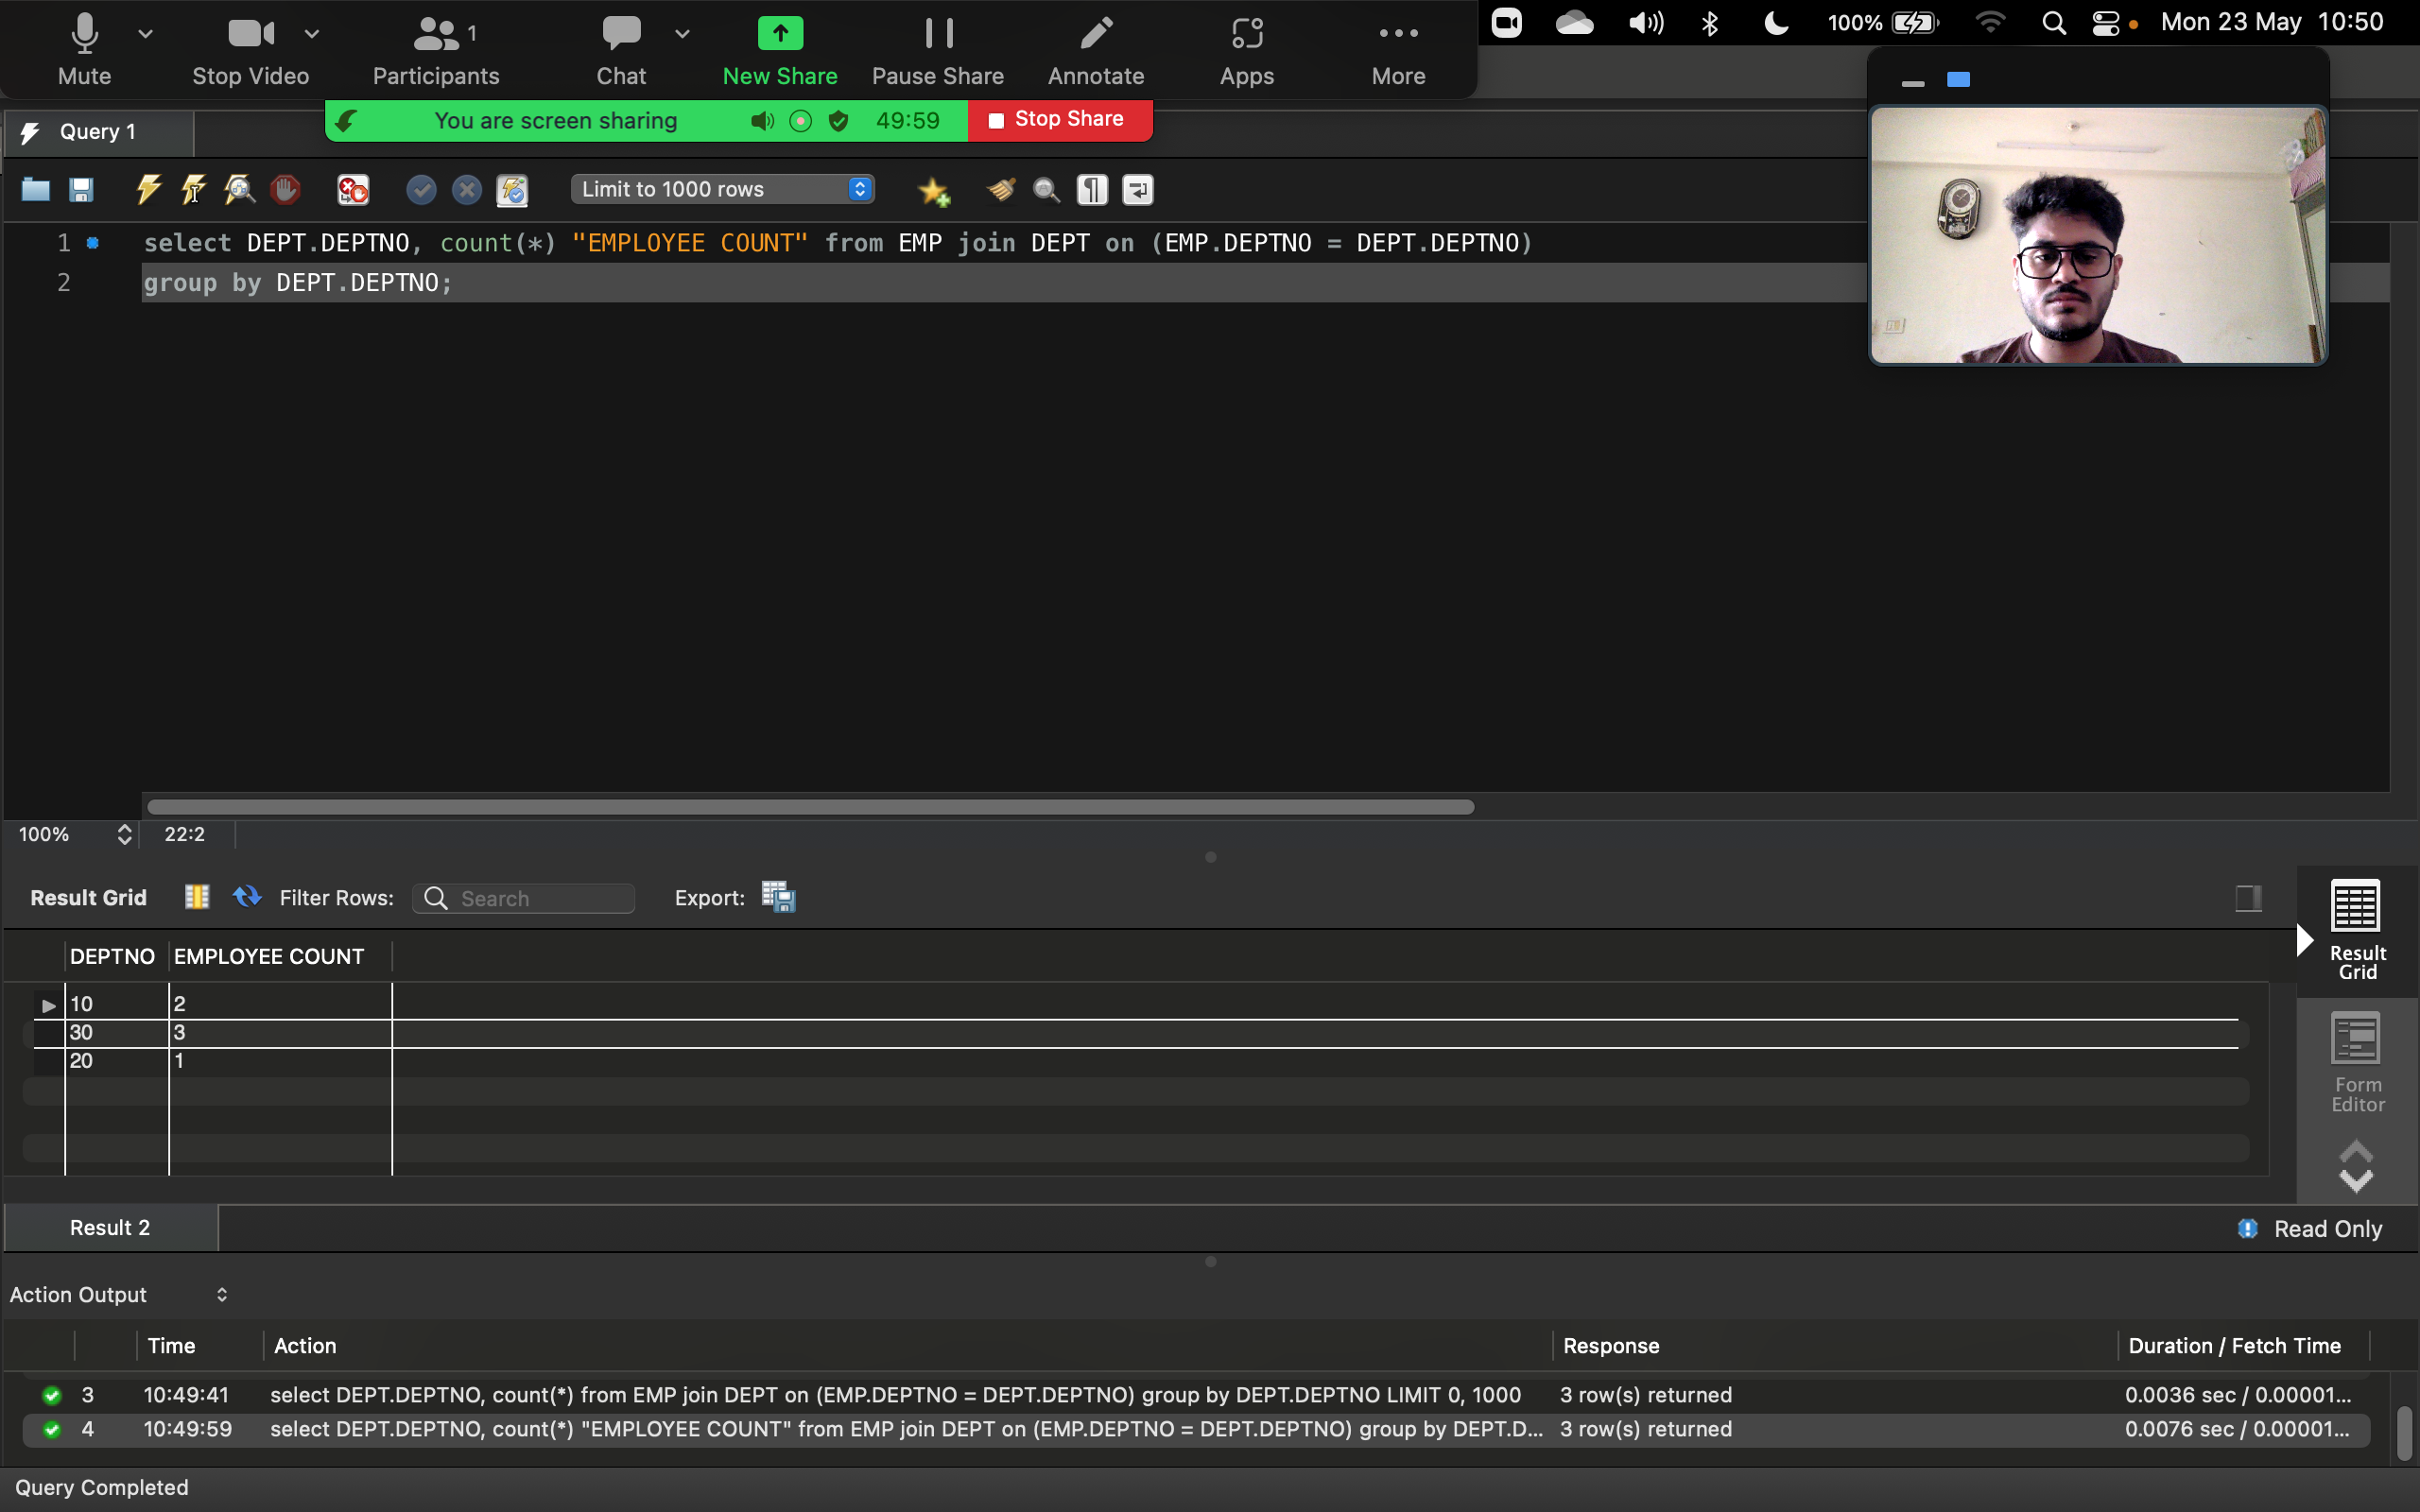 Mute
Stop Video
Participants
1
Chat
New Share
Pause Share
Annotate
Apps
More
100%
Mon 23 May 10:50
You are screen sharing
49:59
Stop Share
Query 1
Limit to 1000 rows
1 select DEPT.DEPTNO, count(*) "EMPLOYEE COUNT" from EMP join DEPT on (EMP.DEPTNO = DEPT.DEPTNO)
2 group by DEPT.DEPTNO;
100% 22:2
Result Grid Filter Rows: Search Export:
DEPTNO EMPLOYEE COUNT
10 2
30 3
20 1
Result
Grid
Form
Editor
Result 2
Read Only
Action Output
Time Action Response Duration / Fetch Time
3 10:49:41 select DEPT.DEPTNO, count(*) from EMP join DEPT on (EMP.DEPTNO = DEPT.DEPTNO) group by DEPT.DEPTNO LIMIT 0, 1000 3 row(s) returned 0.0036 sec / 0.00001...
4 10:49:59 select DEPT.DEPTNO, count(*) "EMPLOYEE COUNT" from EMP join DEPT on (EMP.DEPTNO = DEPT.DEPTNO) group by DEPT.D... 3 row(s) returned 0.0076 sec / 0.00001...
Query Completed